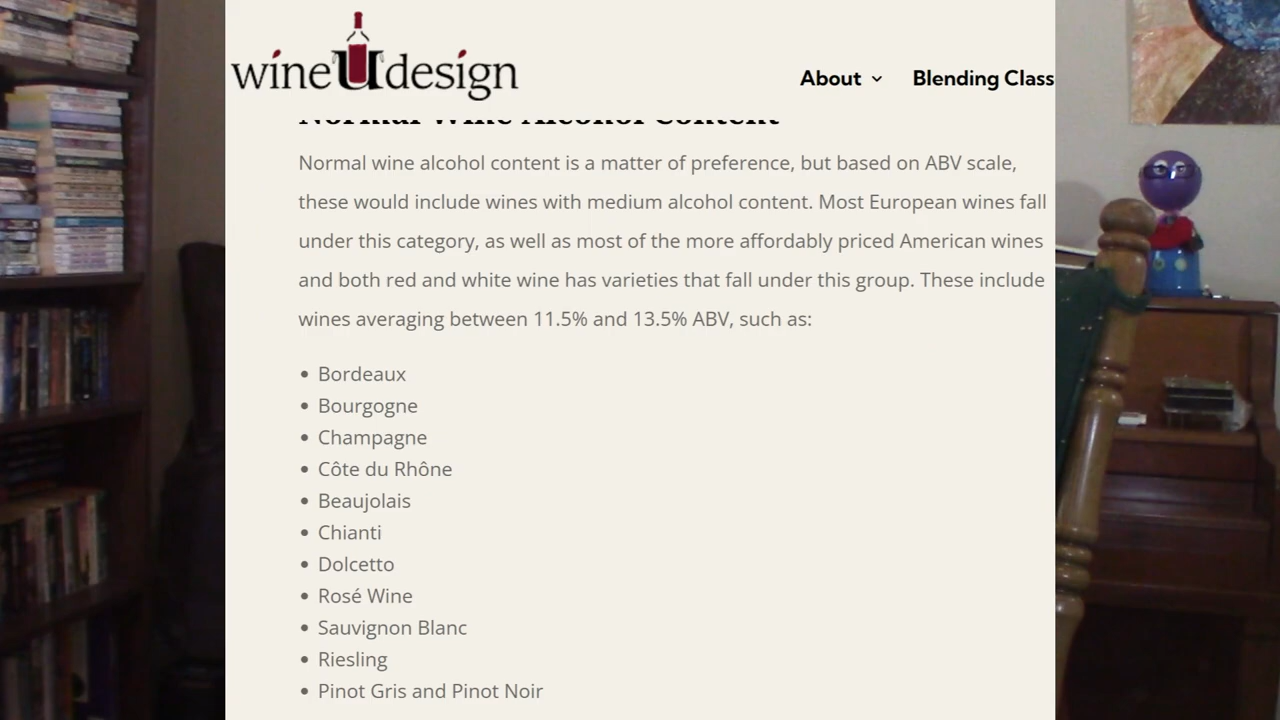 wine U design
About
Blending Class
Normal Wine Alcohol Content
Normal wine alcohol content is a matter of preference, but based on ABV scale,
these would include wines with medium alcohol content. Most European wines fall
under this category, as well as most of the more affordably priced American wines
and both red and white wine has varieties that fall under this group. These include
wines averaging between 11.5% and 13.5% ABV, such as:
• Bordeaux
• Bourgogne
• Champagne
• Côte du Rhône
• Beaujolais
• Chianti
• Dolcetto
• Rosé Wine
• Sauvignon Blanc
• Riesling
• Pinot Gris and Pinot Noir